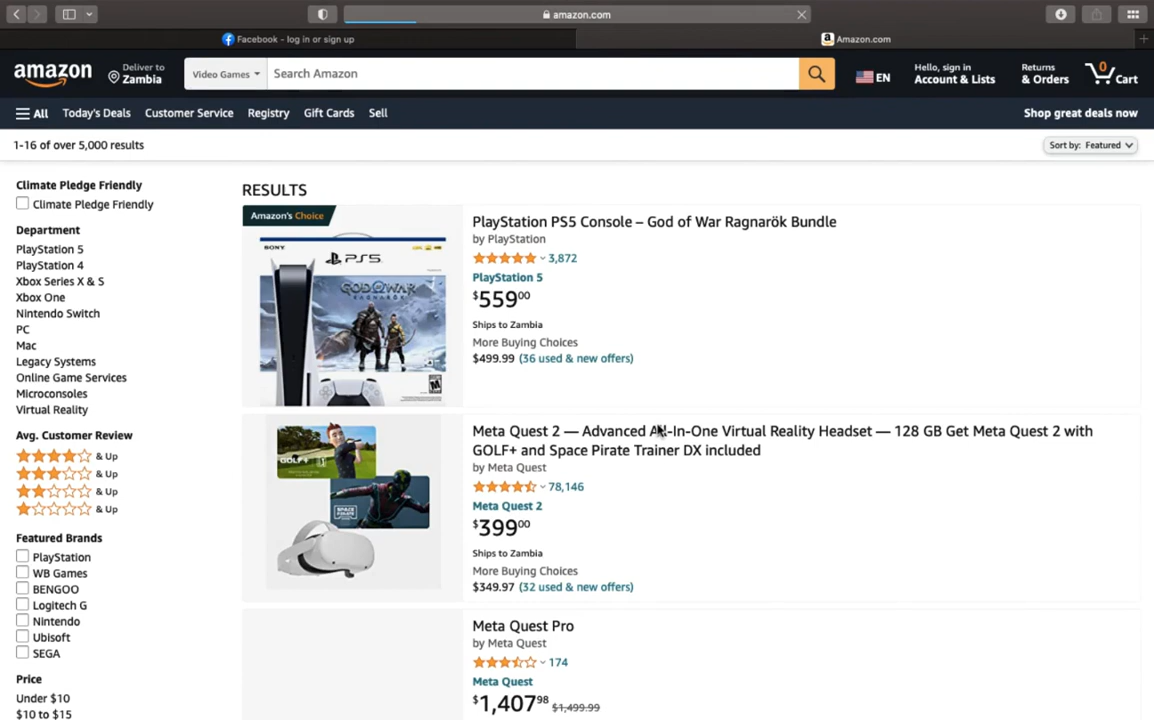 amazon.com
Facebook - log in or sign up
Amazon.com
amazon
Deliver to
Zambia
Video Games
Search Amazon
EN
Hello, sign in
Account & Lists
Returns
& Orders
0
Cart
All
Today's Deals
Customer Service
Registry
Gift Cards
Sell
Shop great deals now
1-16 of over 5,000 results
Sort by: Featured
Climate Pledge Friendly
Climate Pledge Friendly
Department
PlayStation 5
PlayStation 4
Xbox Series X & S
Xbox One
Nintendo Switch
PC
Mac
Legacy Systems
Online Game Services
Microconsoles
Virtual Reality
Avg. Customer Review
& Up
& Up
& Up
& Up
Featured Brands
PlayStation
WB Games
BENGOO
Logitech G
Nintendo
Ubisoft
SEGA
Price
Under $10
$10 to $15
RESULTS
Amazon's Choice
SONY
PS5
GOD OF WAR
RAGNARÖK
M
PlayStation PS5 Console – God of War Ragnarök Bundle
by PlayStation
3,872
PlayStation 5
$559.00
Ships to Zambia
More Buying Choices
$499.99 (36 used & new offers)
GOLF+
SPACE
PIRATE
Meta Quest 2 — Advanced All-In-One Virtual Reality Headset — 128 GB Get Meta Quest 2 with
GOLF+ and Space Pirate Trainer DX included
by Meta Quest
78,146
Meta Quest 2
$399.00
Ships to Zambia
More Buying Choices
$349.97 (32 used & new offers)
Meta Quest Pro
by Meta Quest
174
Meta Quest
$1,407.98 $1,499.99